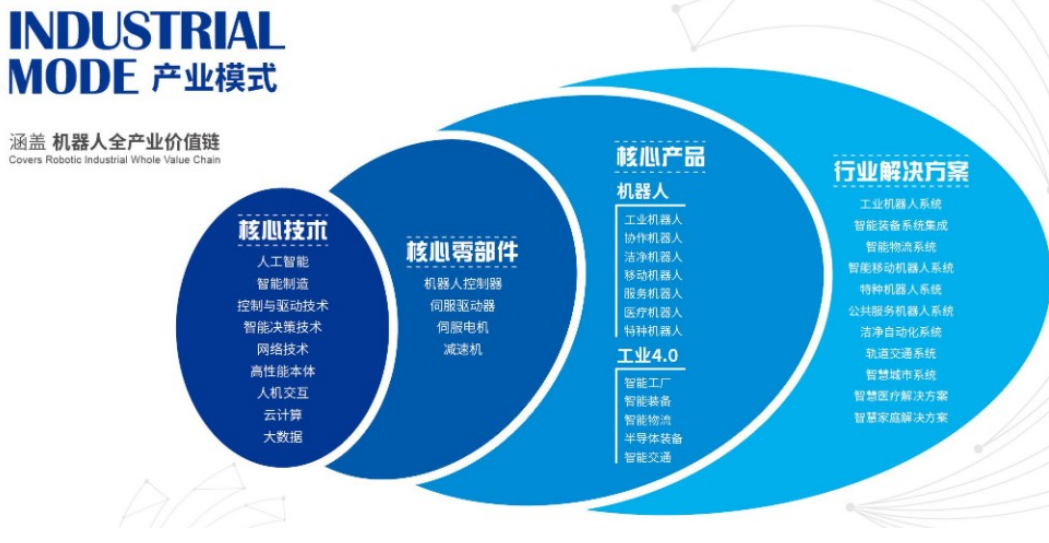 INDUSTRIAL
MODE 产业模式
涵盖 机器人全产业价值链
Covers Robotic Industrial Whole Value Chain
核心技术
人工智能
智能制造
控制与驱动技术
智能决策技术
网络技术
高性能本体
人机交互
云计算
大数据
核心零部件
机器人控制器
伺服驱动器
伺服电机
减速机
核心产品
机器人
工业机器人
协作机器人
洁净机器人
移动机器人
服务机器人
医疗机器人
特种机器人
工业4.0
智能工厂
智能装备
智能物流
半导体装备
智能交通
行业解决方案
工业机器人系统
智能装备系统集成
智能物流系统
智能移动机器人系统
特种机器人系统
公共服务机器人系统
洁净自动化系统
轨道交通系统
智慧城市系统
智慧医疗解决方案
智慧家庭解决方案